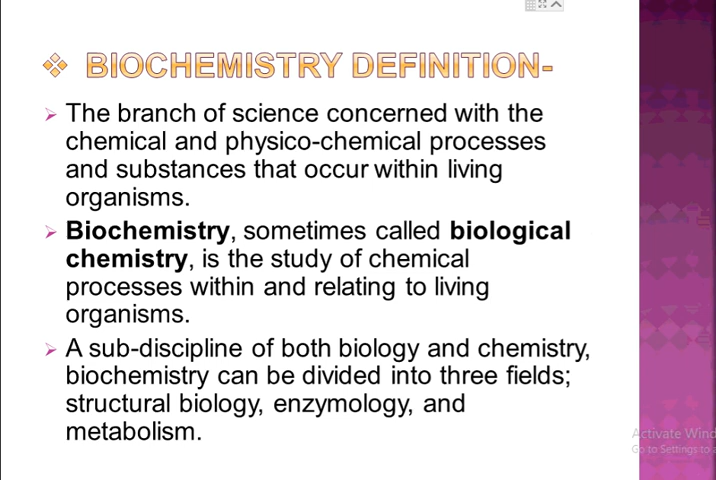 BIOCHEMISTRY DEFINITION-
The branch of science concerned with the
chemical and physico-chemical processes
and substances that occur within living
organisms.
Biochemistry, sometimes called biological
chemistry, is the study of chemical
processes within and relating to living
organisms.
A sub-discipline of both biology and chemistry,
biochemistry can be divided into three fields;
structural biology, enzymology, and
metabolism.
Activate Wind
Go to Settings to a